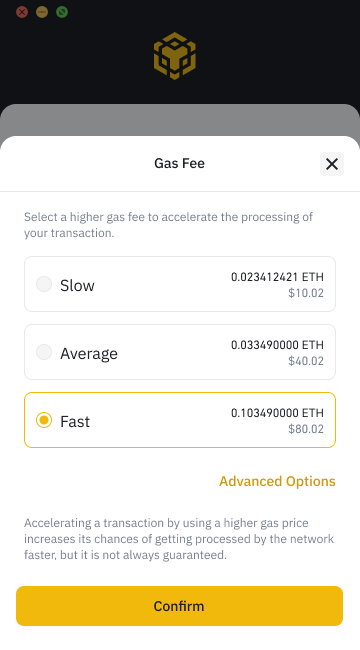 Gas Fee
Select a higher gas fee to accelerate the processing of
your transaction.
Slow
0.023412421 ETH
$10.02
Average
0.033490000 ETH
$40.02
Fast
0.103490000 ETH
$80.02
Advanced Options
Accelerating a transaction by using a higher gas price
increases its chances of getting processed by the network
faster, but it is not always guaranteed.
Confirm